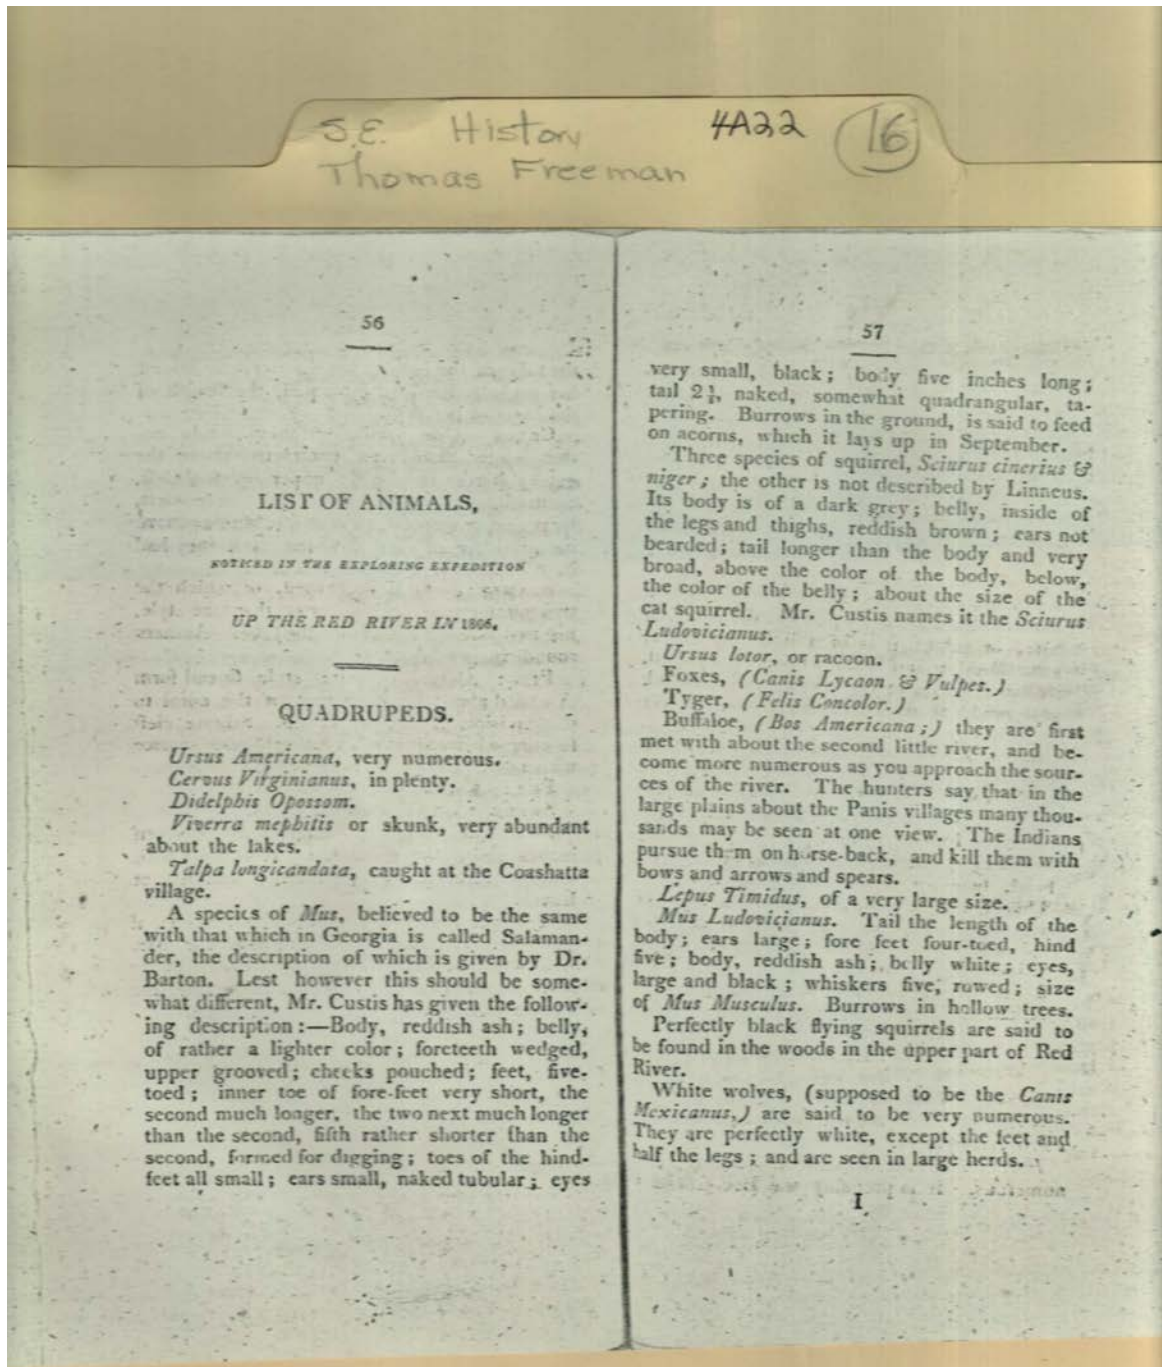 S.E. History 4A22 16
Thomas Freeman
56
LIST OF ANIMALS,
NOTICED IN THE EXPLORING EXPEDITION
UP THE RED RIVER IN 1806.
QUADRUPEDS.
Ursus Americana, very numerous.
Cervus Virginianus, in plenty.
Didelphis Opossom.
Viverra mephitis or skunk, very abundant
about the lakes.
Talpa longicandata, caught at the Coashatta
village.
A species of Mus, believed to be the same
with that which in Georgia is called Salaman-
der, the description of which is given by Dr.
Barton. Lest however this should be some-
what different, Mr. Custis has given the follow-
ing description :—Body, reddish ash ; belly,
of rather a lighter color ; foreteeth wedged,
upper grooved ; cheeks pouched ; feet, five-
toed ; inner toe of fore-feet very short, the
second much longer, the two next much longer
than the second, fifth rather shorter than the
second, formed for digging ; toes of the hind-
feet all small ; ears small, naked tubular ; eyes
57
very small, black ; body five inches long ;
tail 2 1/2, naked, somewhat quadrangular, ta-
pering. Burrows in the ground, is said to feed
on acorns, which it lays up in September.
Three species of squirrel, Sciurus cinerius &
niger ; the other is not described by Linneus.
Its body is of a dark grey ; belly, inside of
the legs and thighs, reddish brown ; ears not
bearded ; tail longer than the body and very
broad, above the color of the body, below,
the color of the belly ; about the size of the
cat squirrel. Mr. Custis names it the Sciurus
Ludovicianus.
Ursus lotor, or racoon.
Foxes, (Canis Lycaon & Vulpes.)
Tyger, (Felis Concolor.)
Buffaloe, (Bos Americana ;) they are first
met with about the second little river, and be-
come more numerous as you approach the sour-
ces of the river. The hunters say that in the
large plains about the Panis villages many thou-
sands may be seen at one view. The Indians
pursue them on horse-back, and kill them with
bows and arrows and spears.
Lepus Timidus, of a very large size.
Mus Ludovicianus. Tail the length of the
body ; ears large ; fore feet four-toed, hind
five ; body, reddish ash ; belly white ; eyes,
large and black ; whiskers five, rowed ; size
of Mus Musculus. Burrows in hollow trees.
Perfectly black flying squirrels are said to
be found in the woods in the upper part of Red
River.
White wolves, (supposed to be the Canis
Mexicanus,) are said to be very numerous.
They are perfectly white, except the feet and
half the legs ; and are seen in large herds.
I